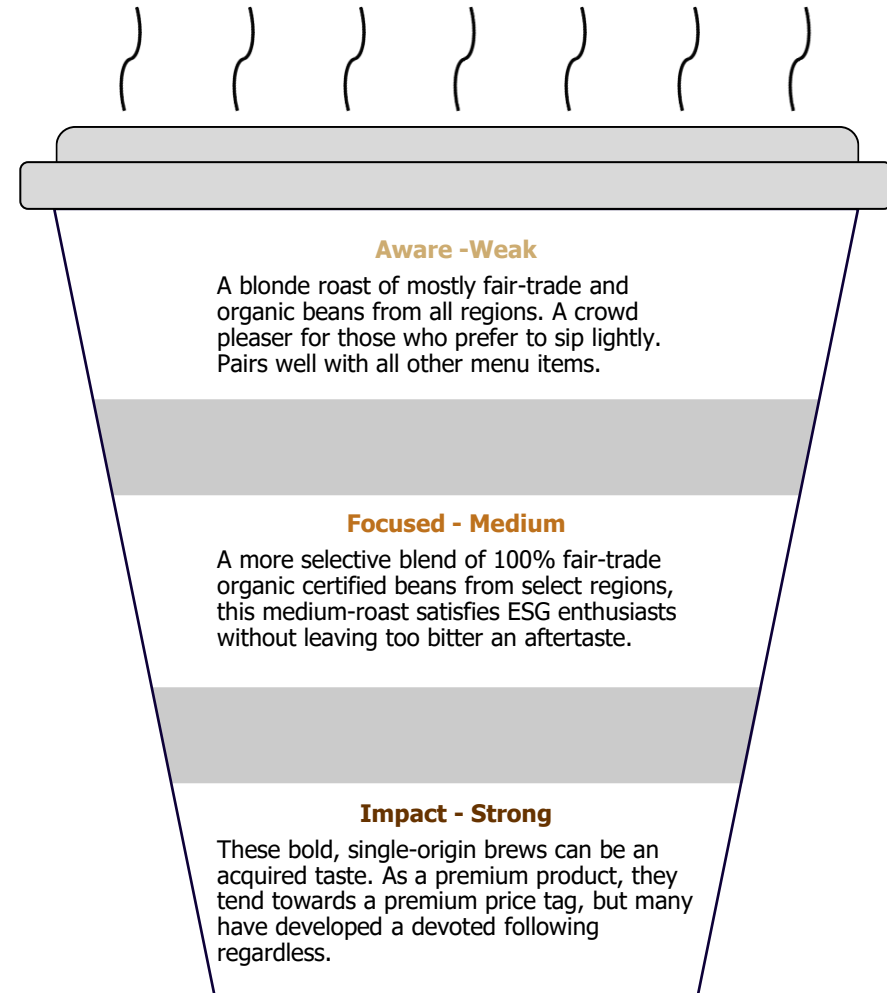 Aware -Weak
A blonde roast of mostly fair-trade and
organic beans from all regions. A crowd
pleaser for those who prefer to sip lightly.
Pairs well with all other menu items.
Focused - Medium
A more selective blend of 100% fair-trade
organic certified beans from select regions,
this medium-roast satisfies ESG enthusiasts
without leaving too bitter an aftertaste.
Impact - Strong
These bold, single-origin brews can be an
acquired taste. As a premium product, they
tend towards a premium price tag, but many
have developed a devoted following
regardless.